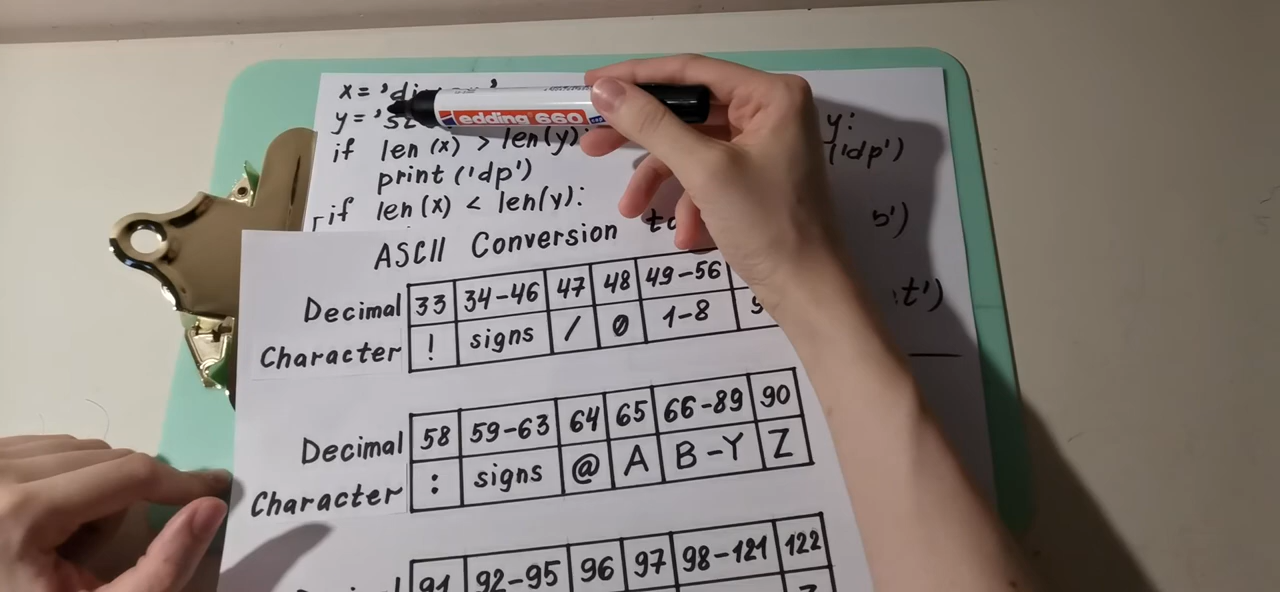 x = '
y = '
edding 660
if len (x) > len(y):
print ('dp')
if len(x) < len(y):
y:
('dp')
b')
t')
ASCII Conversion
Decimal 33 34-46 47 48 49-56
Character ! signs / 0 1-8
Decimal 58 59-63 64 65 66-89 90
Character : signs @ A B-Y Z
91 92-95 96 97 98-121 122